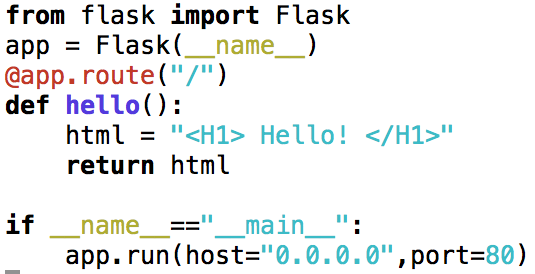 from flask import Flask
app = Flask(__name__)
@app.route("/")
def hello():
    html = "<H1> Hello! </H1>"
    return html

if __name__=="__main__":
    app.run(host="0.0.0.0",port=80)